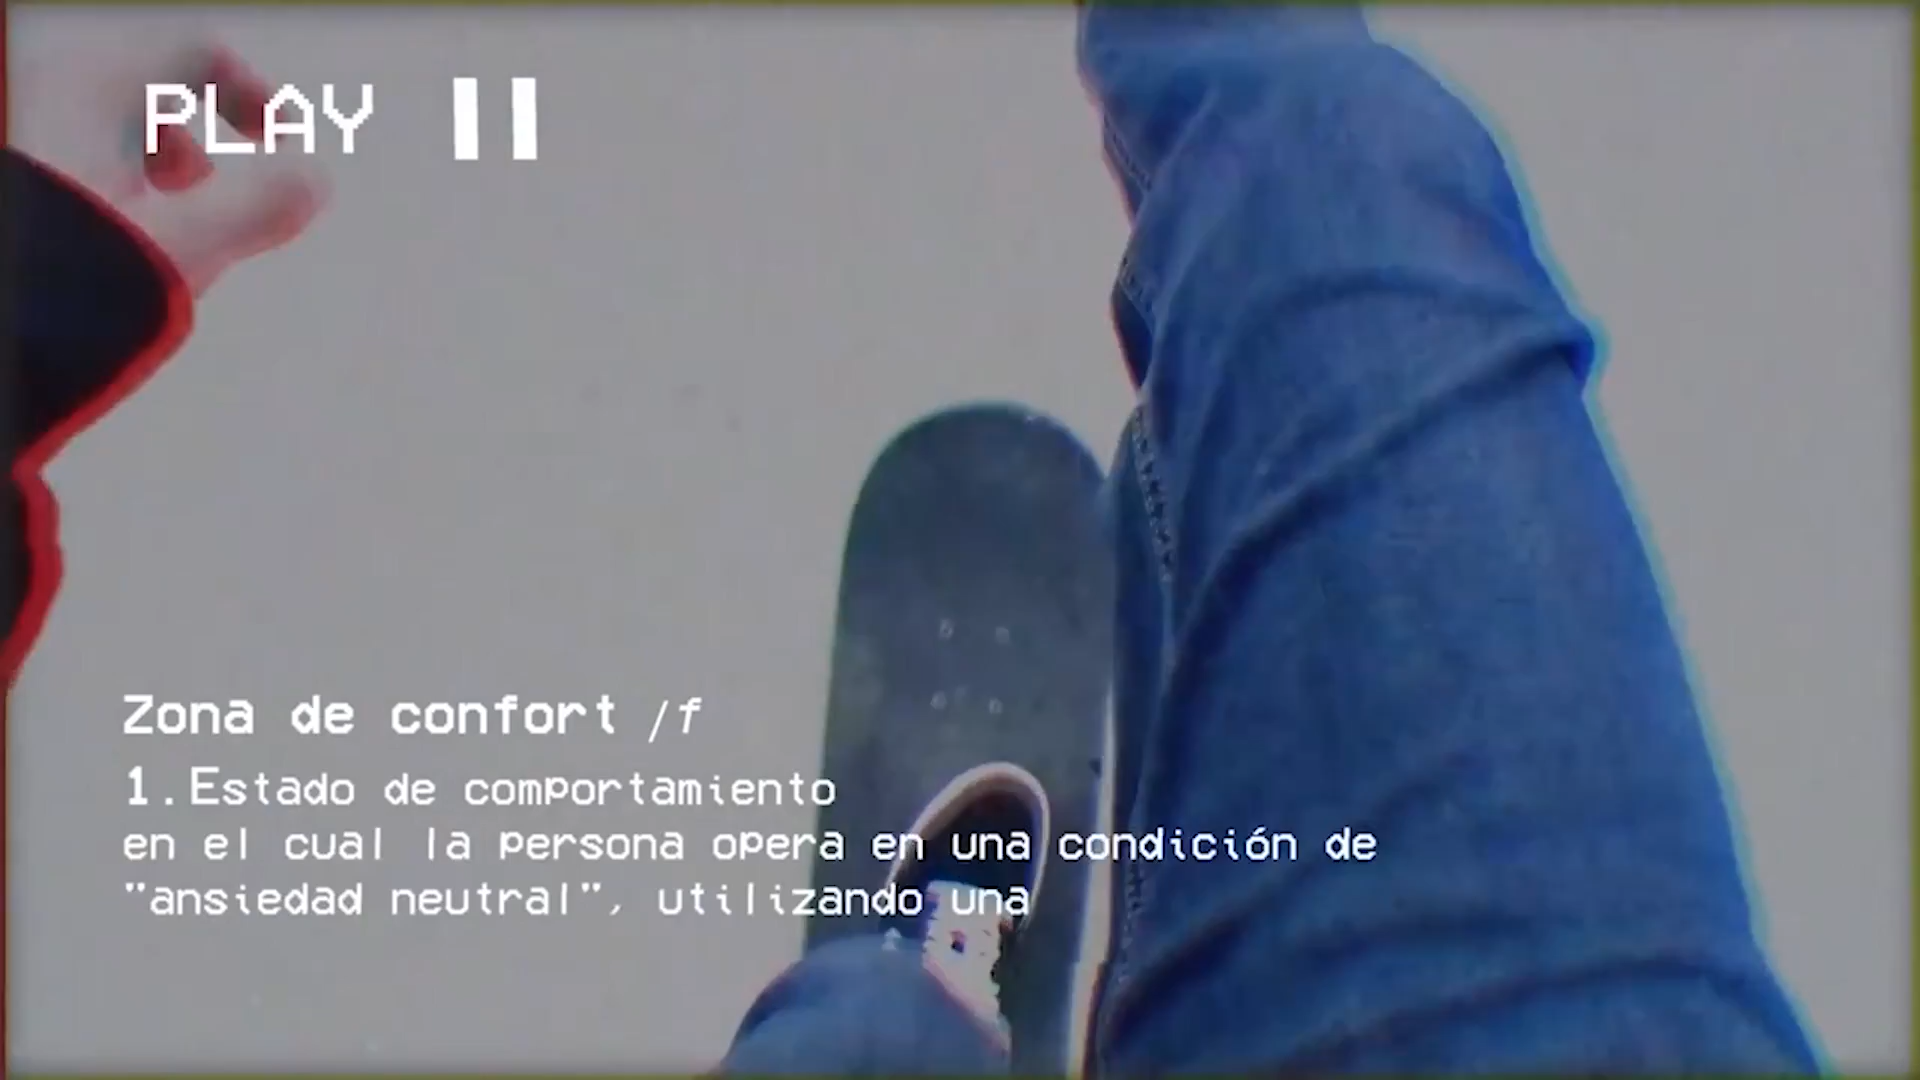 PLAY
Zona de confort /f
1.Estado de comportamiento
en el cual la persona opera en una condición de
"ansiedad neutral", utilizando una